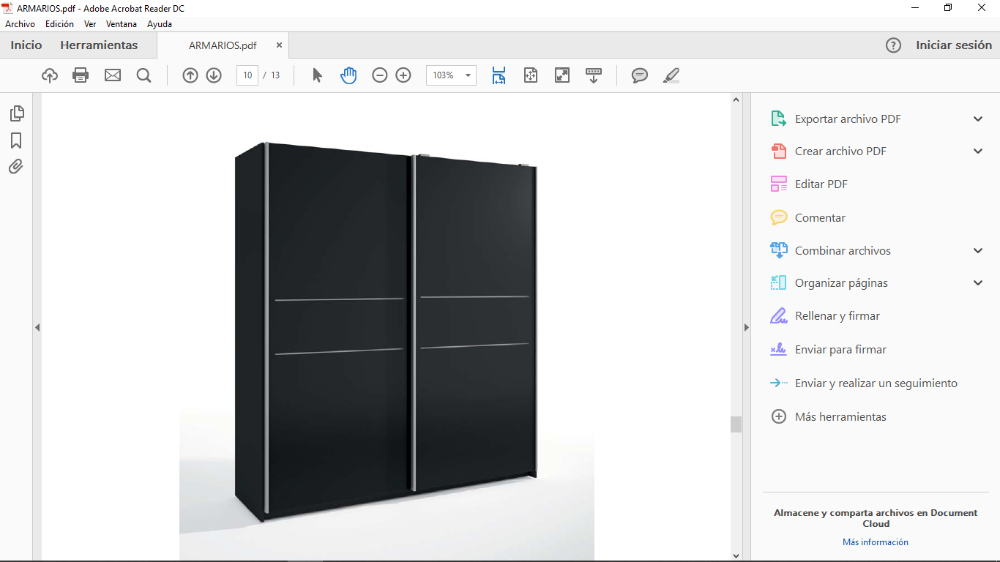 ARMARIOS.pdf - Adobe Acrobat Reader DC
Archivo Edición Ver Ventana Ayuda
Inicio Herramientas ARMARIOS.pdf × ? Iniciar sesión
10 / 13 103%
Exportar archivo PDF
Crear archivo PDF
Editar PDF
Comentar
Combinar archivos
Organizar páginas
Rellenar y firmar
Enviar para firmar
Enviar y realizar un seguimiento
Más herramientas
Almacene y comparta archivos en Document
Cloud
Más información